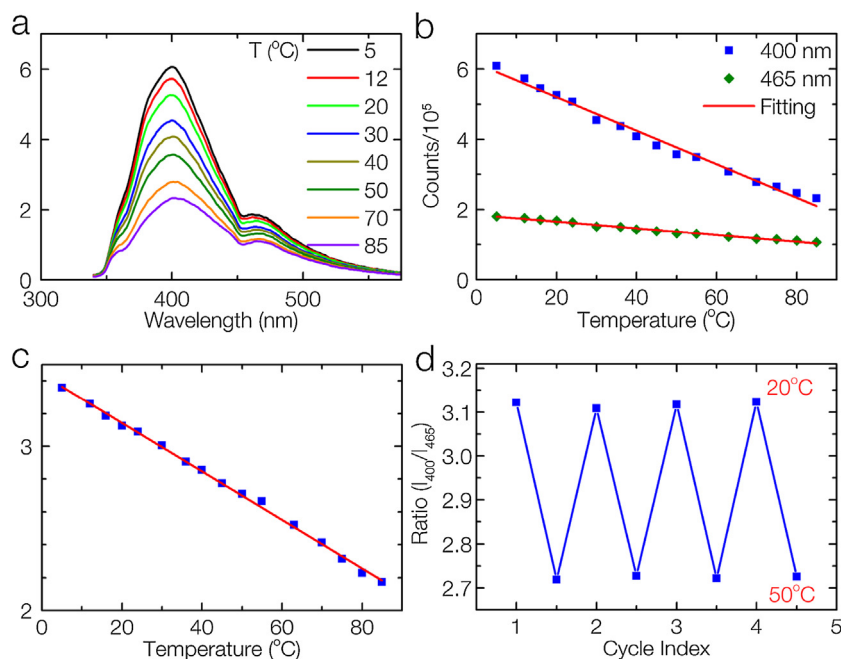 a
T (°C)
5
12
20
30
40
50
70
85
6
4
2
0
300
400
500
Wavelength (nm)
b
400 nm
465 nm
Fitting
Counts/10⁵
6
4
2
0
0
20
40
60
80
Temperature (°C)
c
3
2
0
20
40
60
80
Temperature (°C)
d
Ratio (I₄₀₀/I₄₆₅)
3.2
3.1
3.0
2.9
2.8
2.7
20°C
50°C
1
2
3
4
5
Cycle Index